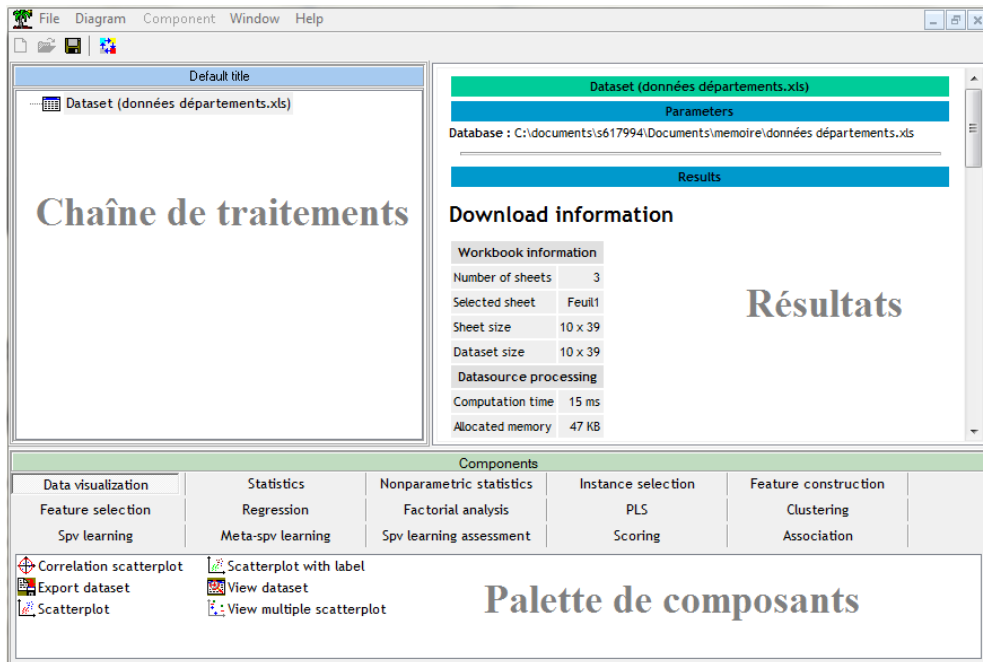 File Diagram Component Window Help
Default title
Dataset (données départements.xls)
Chaîne de traitements
Dataset (données départements.xls)
Parameters
Database : C:\documents\s617994\Documents\memoire\données départements.xls
Results
Download information
Workbook information
Number of sheets 3
Selected sheet Feuil1
Sheet size 10 x 39
Dataset size 10 x 39
Datasource processing
Computation time 15 ms
Allocated memory 47 KB
Résultats
Components
Data visualization Statistics Nonparametric statistics Instance selection Feature construction
Feature selection Regression Factorial analysis PLS Clustering
Spv learning Meta-spv learning Spv learning assessment Scoring Association
Correlation scatterplot Scatterplot with label
Export dataset View dataset
Scatterplot View multiple scatterplot
Palette de composants